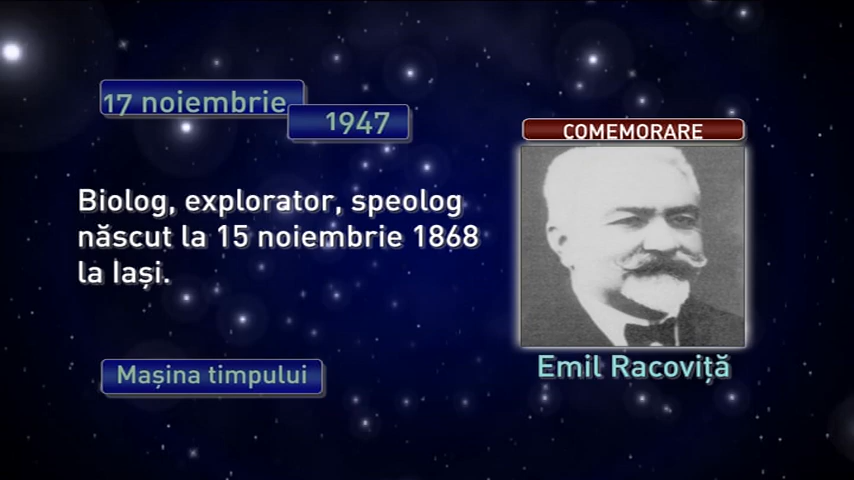 17 noiembrie
1947
COMEMORARE
Biolog, explorator, speolog
născut la 15 noiembrie 1868
la Iași.
Emil Racoviță
Mașina timpului